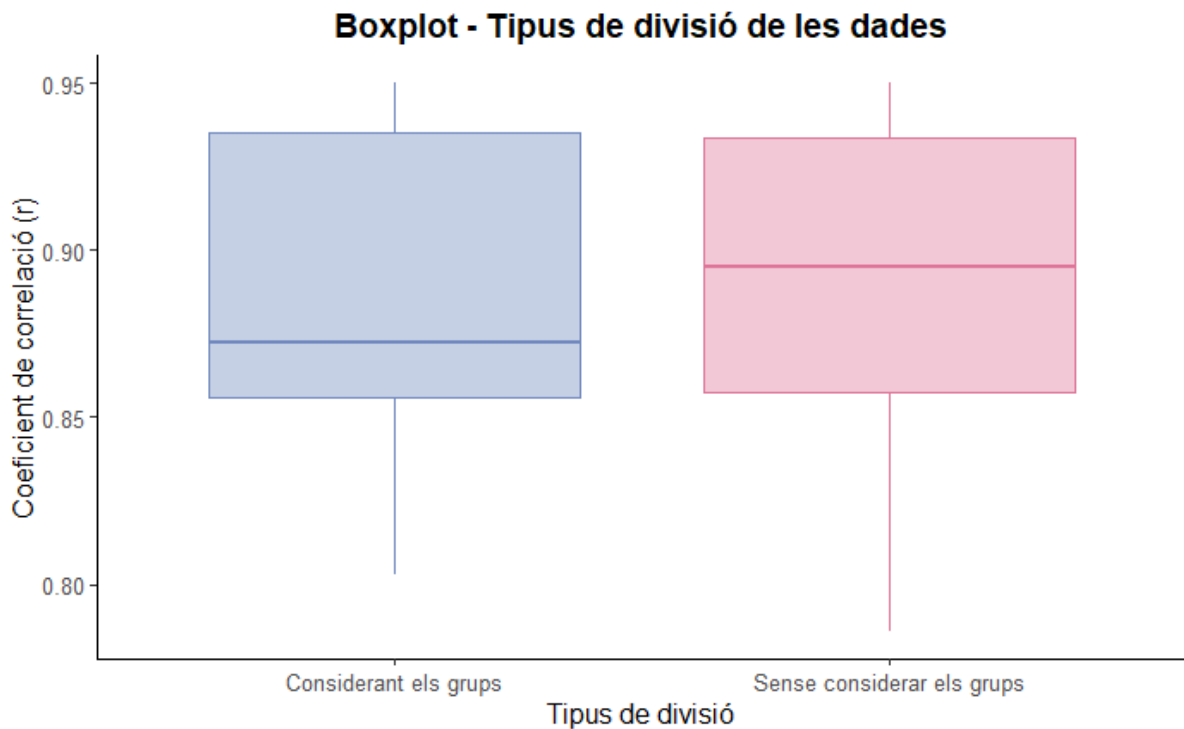 Boxplot - Tipus de divisió de les dades
Coeficient de correlació (r)
0.95
0.90
0.85
0.80
Considerant els grups
Sense considerar els grups
Tipus de divisió